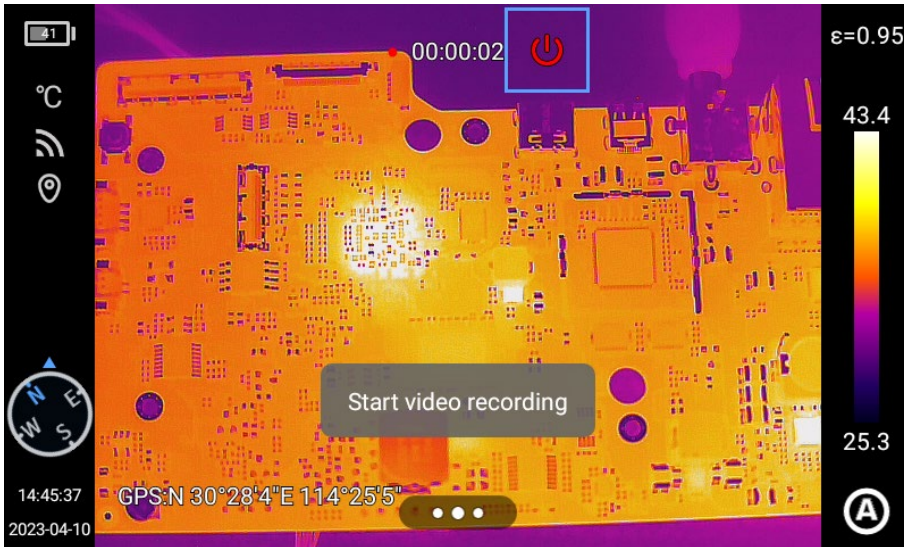 41
00:00:02
ε=0.95
℃
43.4
Start video recording
N
E
W
S
25.3
14:45:37
2023-04-10
GPS:N 30°28'4"E 114°25'5"
A